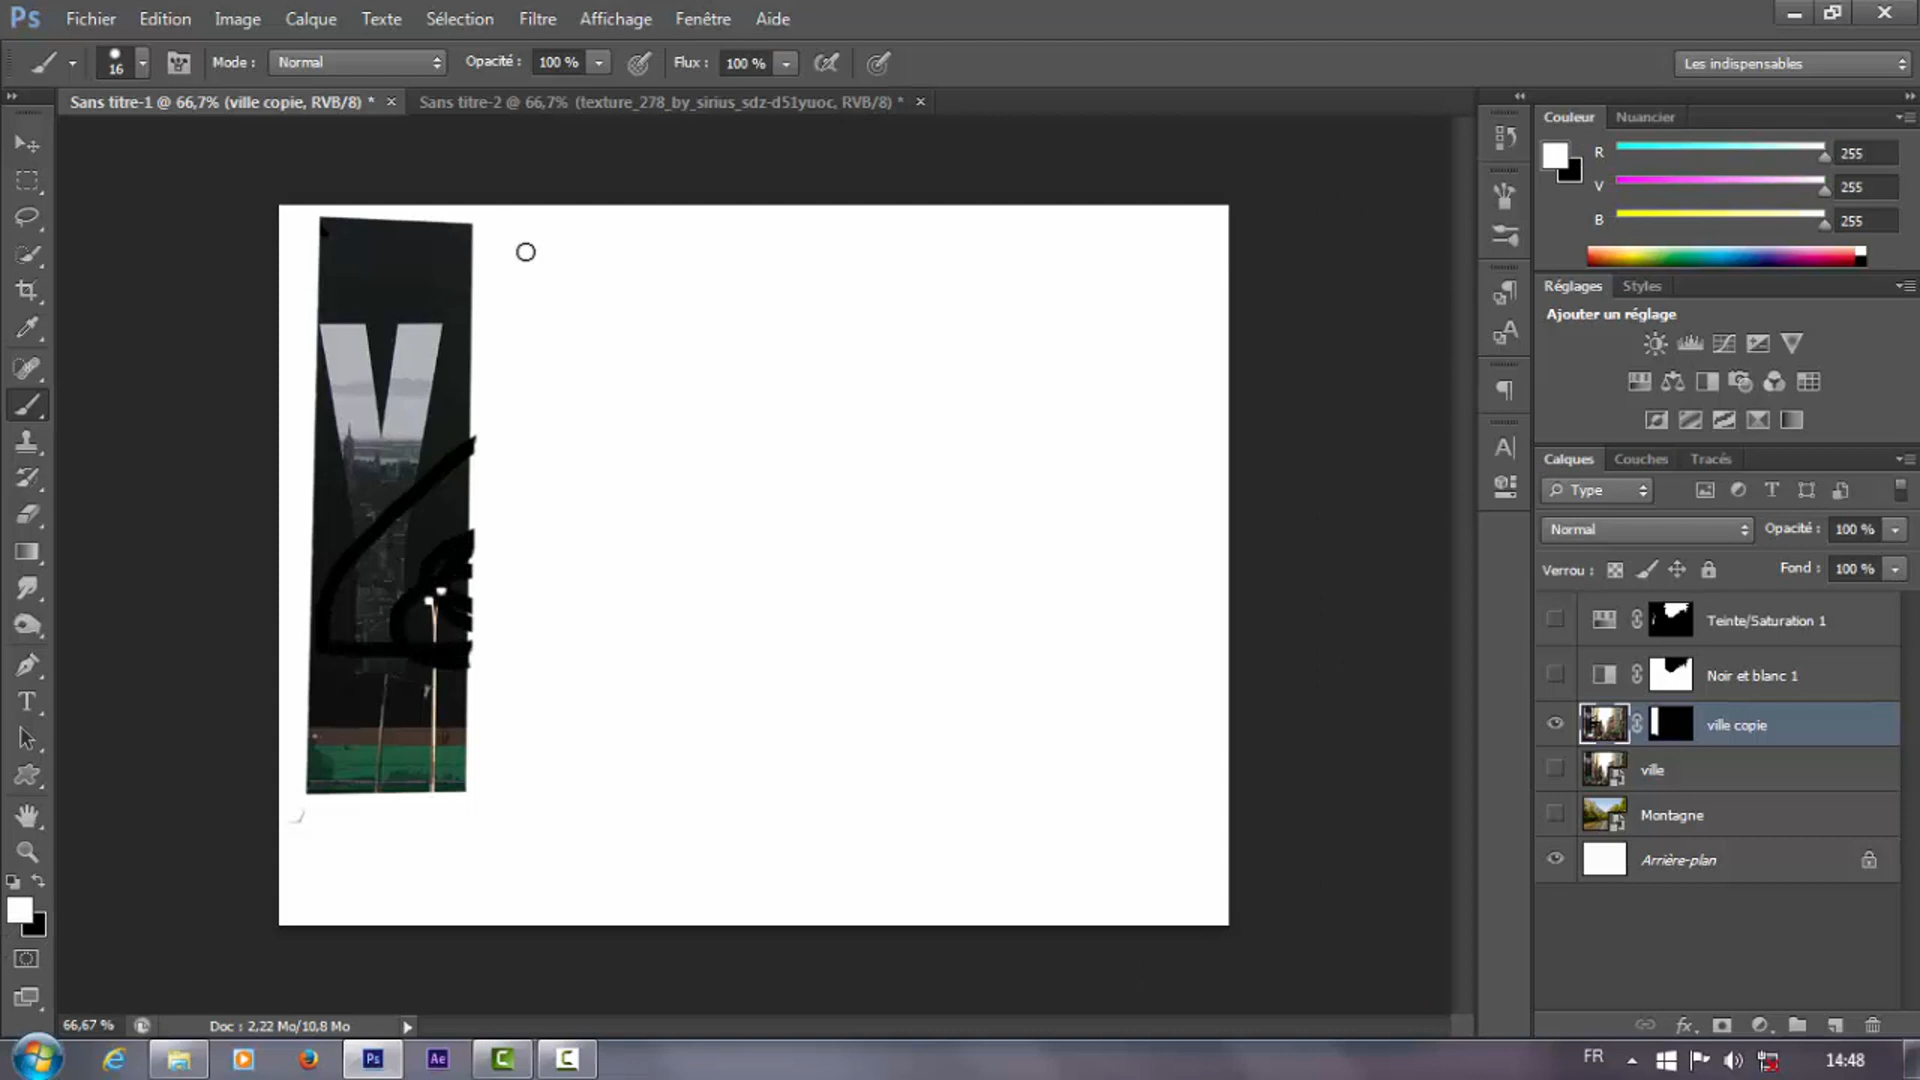 Ps Fichier Edition Image Calque Texte Sélection Filtre Affichage Fenêtre Aide
16 Mode : Normal Opacité : 100 % Flux : 100 % Les indispensables
Sans titre-1 @ 66,7% (ville copie, RVB/8) * Sans titre-2 @ 66,7% (texture_278_by_sirius_sdz-d51yuoc, RVB/8) *
Couleur Nuancier
R 255
V 255
B 255
Réglages Styles
Ajouter un réglage
Calques Couches Tracés
Type
Normal Opacité : 100 %
Verrou : Fond : 100 %
Teinte/Saturation 1
Noir et blanc 1
ville copie
ville
Montagne
Arrière-plan
V
66,67 % Doc : 2,22 Mo/10,8 Mo
Ps Ae FR 14:48